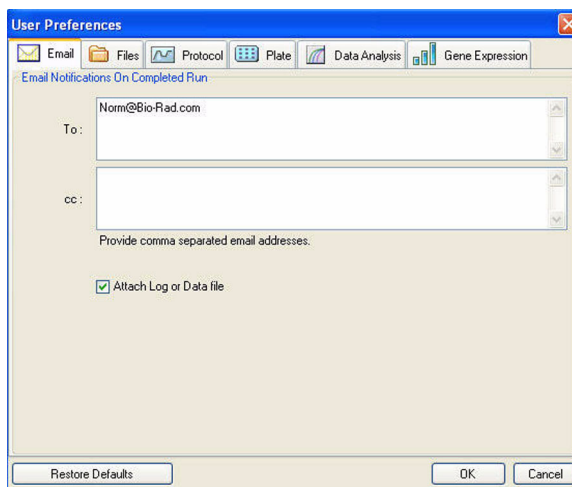 User Preferences
Email Files Protocol Plate Data Analysis Gene Expression
Email Notifications On Completed Run
To :
Norm@Bio-Rad.com
cc :
Provide comma separated email addresses.
Attach Log or Data file
Restore Defaults OK Cancel